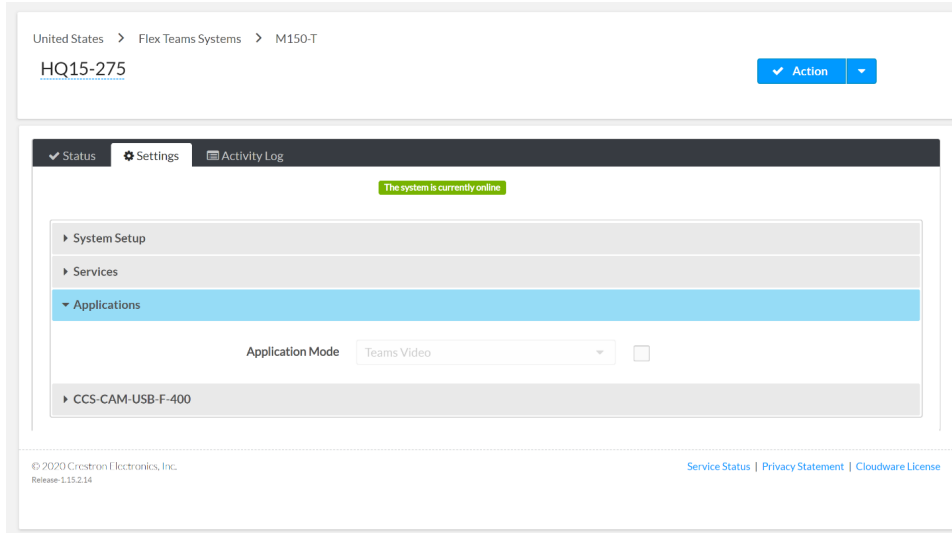 United States > Flex Teams Systems > M150-T
HQ15-275
Action
Status Settings Activity Log
The system is currently online
System Setup
Services
Applications
Application Mode Teams Video
CCS-CAM-USB-F-400
© 2020 Crestron Electronics, Inc. Service Status | Privacy Statement | Cloudware License
Release-1.15.2.14